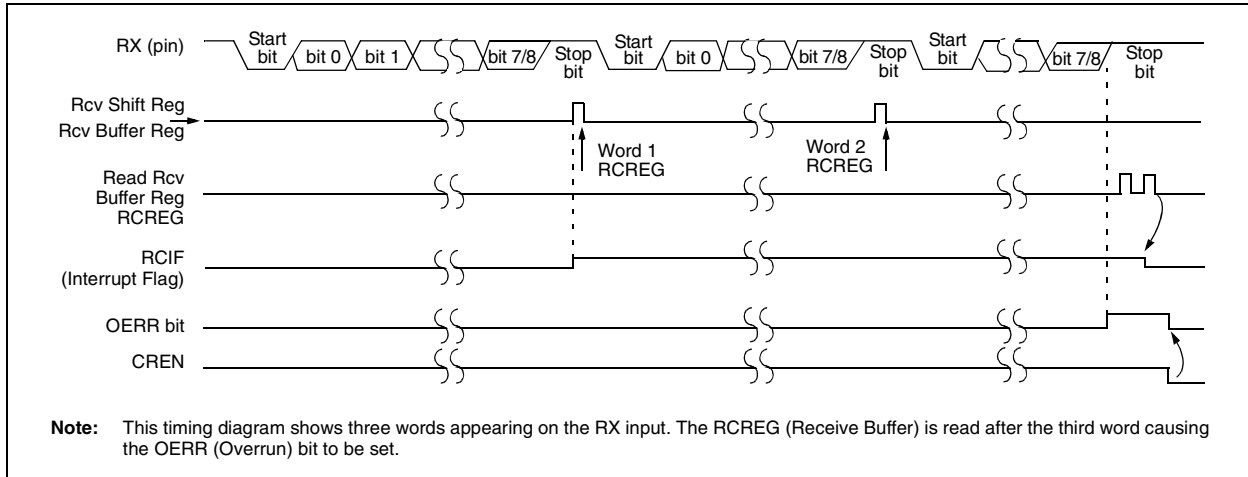 RX (pin)
Start
bit
bit 0
bit 1
bit 7/8
Stop
bit
Start
bit
bit 0
bit 7/8
Stop
bit
Start
bit
bit 7/8
Stop
bit
Rcv Shift Reg
Rcv Buffer Reg
Word 1
RCREG
Word 2
RCREG
Read Rcv
Buffer Reg
RCREG
RCIF
(Interrupt Flag)
OERR bit
CREN
Note: This timing diagram shows three words appearing on the RX input. The RCREG (Receive Buffer) is read after the third word causing
the OERR (Overrun) bit to be set.